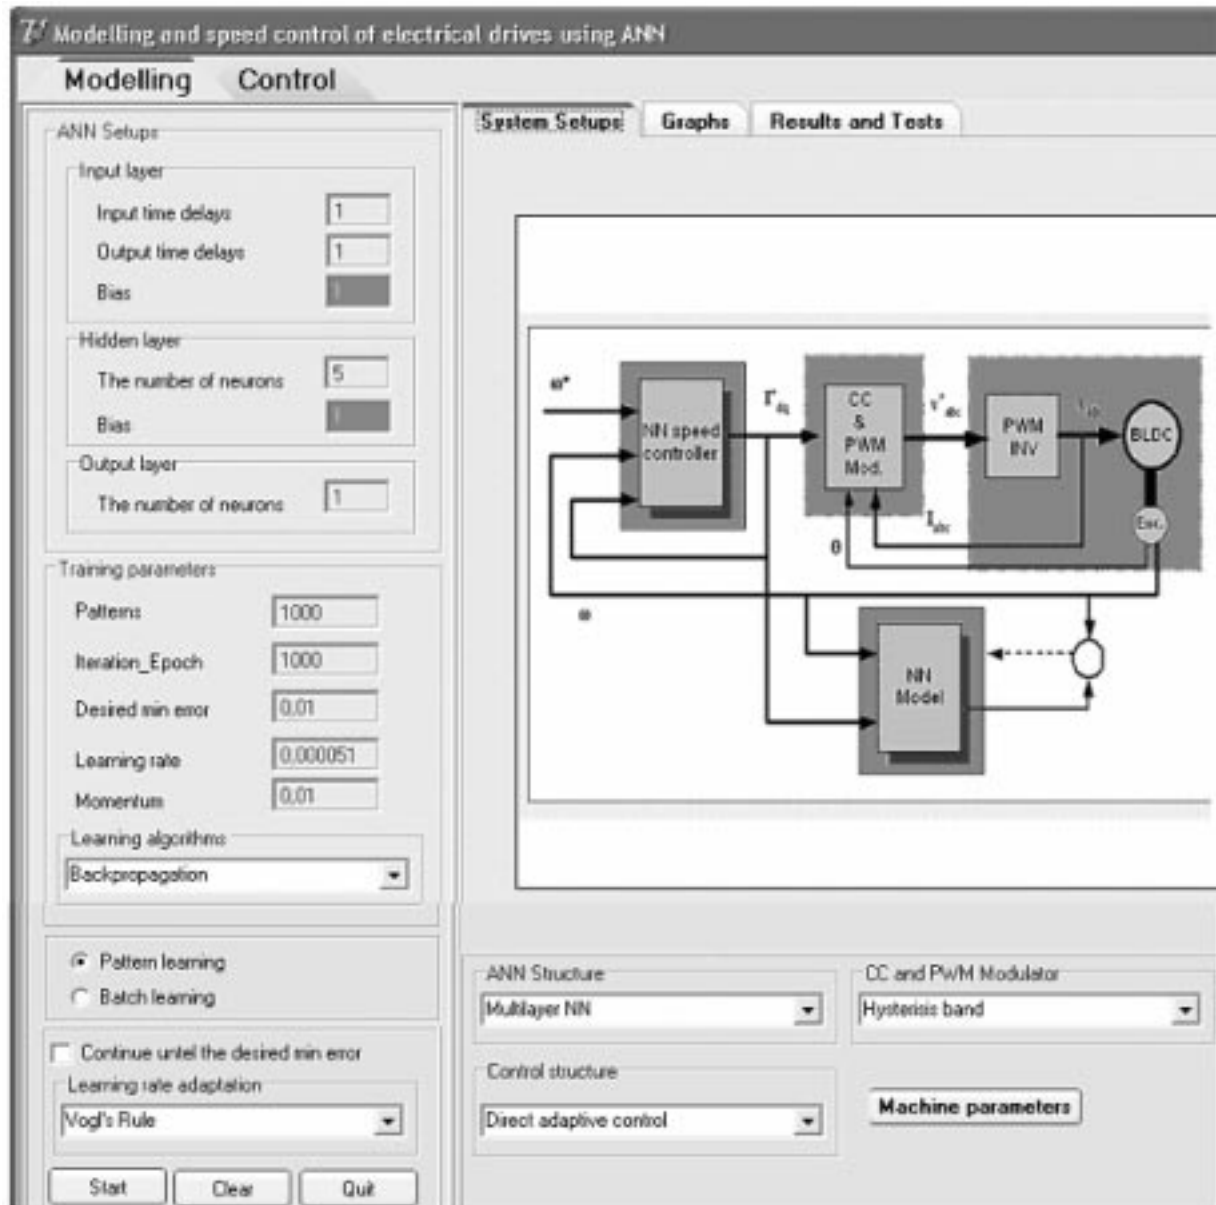 Modelling and speed control of electrical drives using ANN
Modelling Control
ANN Setups
Input layer
Input time delays 1
Output time delays 1
Bias 1
Hidden layer
The number of neurons 5
Bias 1
Output layer
The number of neurons 1
Training parameters
Patterns 1000
Iteration_Epoch 1000
Desired min error 0,01
Learning rate 0,000051
Momentum 0,01
Learning algorithms
Backpropagation
Pattern learning
Batch learning
Continue untel the desired min error
Learning rate adaptation
Vogl's Rule
Start Clear Quit
System Setups Graphs Results and Tests
ω*
NN speed
controller
CC
&
PWM
Mod.
v*abc
PWM
INV
BLDC
Enc.
Iabc
θ
ω
NN
Model
ANN Structure
Multilayer NN
CC and PWM Modulator
Hysterisis band
Control structure
Direct adaptive control
Machine parameters